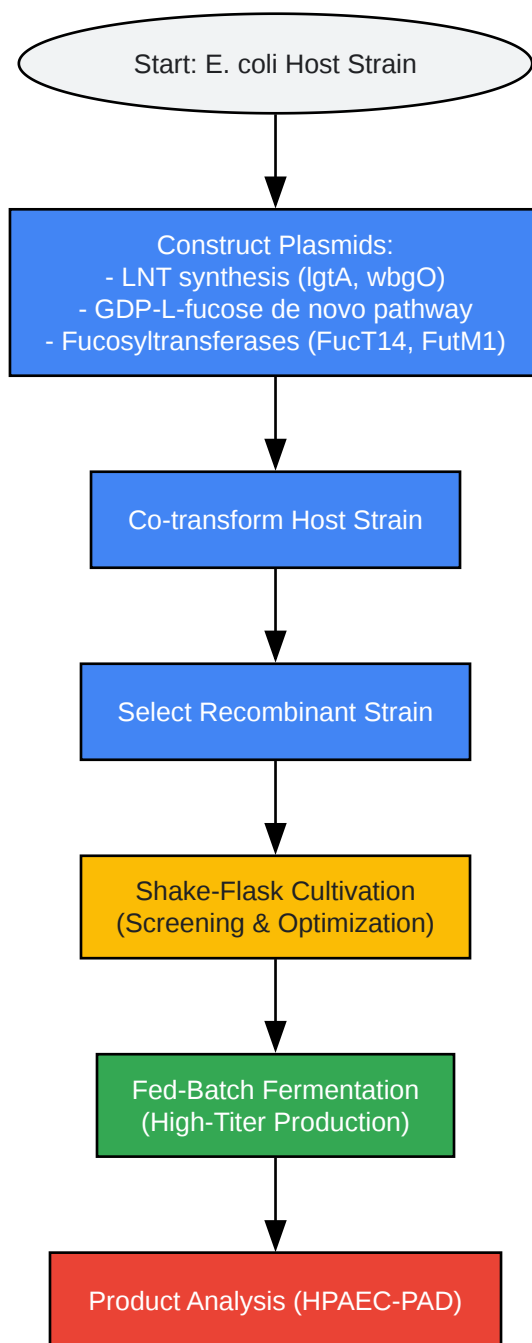 Start: E. coli Host Strain
Construct Plasmids:
- LNT synthesis (lgtA, wbgO)
- GDP-L-fucose de novo pathway
- Fucosyltransferases (FucT14, FutM1)
Co-transform Host Strain
Select Recombinant Strain
Shake-Flask Cultivation
(Screening & Optimization)
Fed-Batch Fermentation
(High-Titer Production)
Product Analysis (HPAEC-PAD)